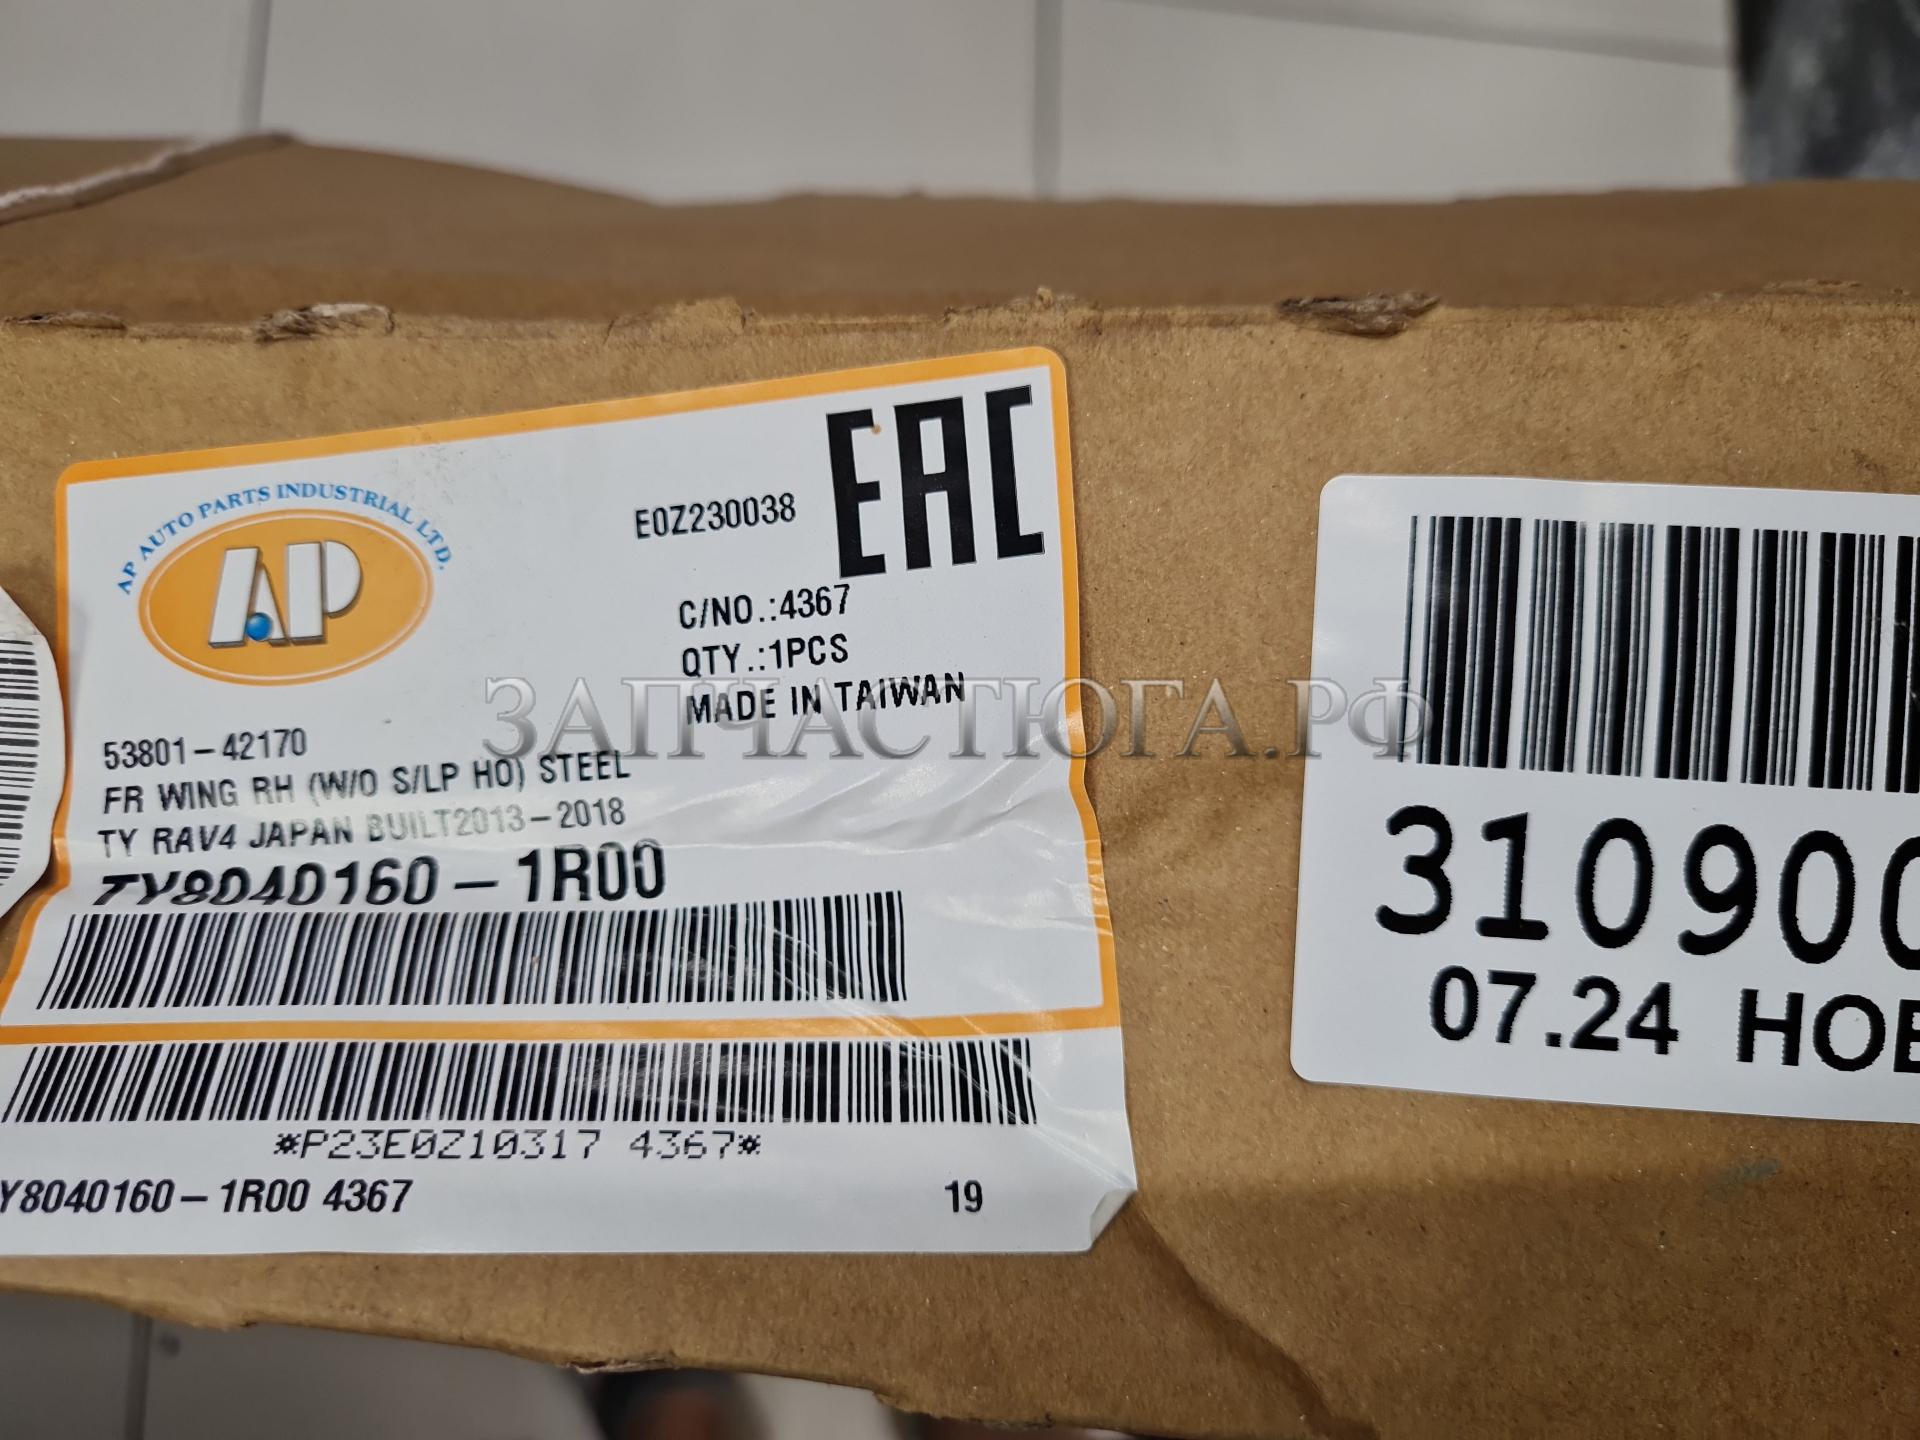 AP AUTO PARTS INDUSTRIAL LTD.
AP
E0Z230038
EAC
C/NO.:4367
QTY.:1PCS
MADE IN TAIWAN
53801-42170
FR WING RH (W/O S/LP HO) STEEL
TY RAV4 JAPAN BUILT2013-2018
TY8040160-1R00
*P23E0Z10317 4367*
Y8040160-1R00 4367
19
ЗАПЧАСТЮГА.РФ
310900
07.24 НОВ